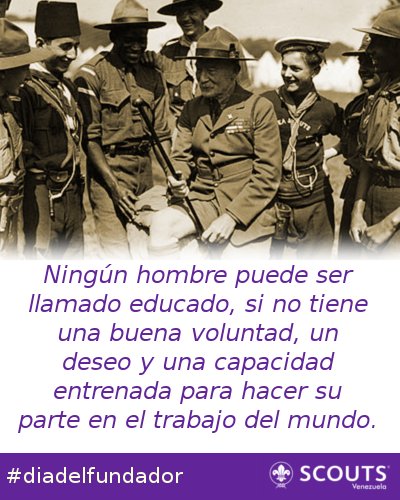 Ningún hombre puede ser
llamado educado, si no tiene
una buena voluntad, un
deseo y una capacidad
entrenada para hacer su
parte en el trabajo del mundo.
#diadelfundador
SCOUTS
Venezuela